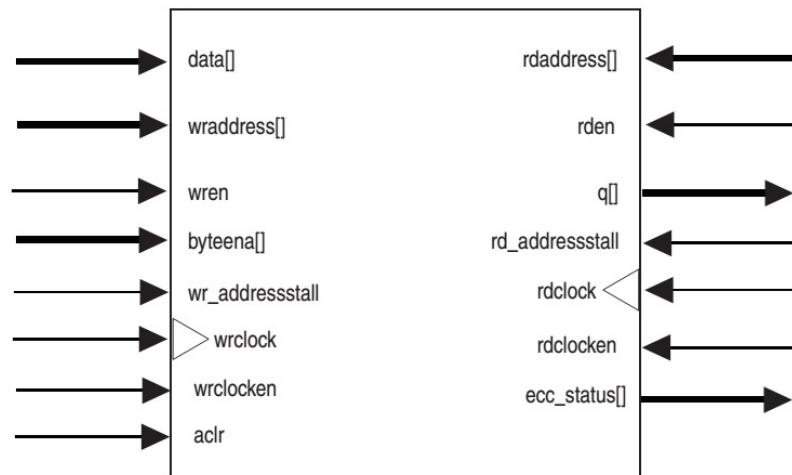 data[]
wraddress[]
wren
byteena[]
wr_addressstall
wrclock
wrclocken
aclr
rdaddress[]
rden
q[]
rd_addressstall
rdclock
rdclocken
ecc_status[]